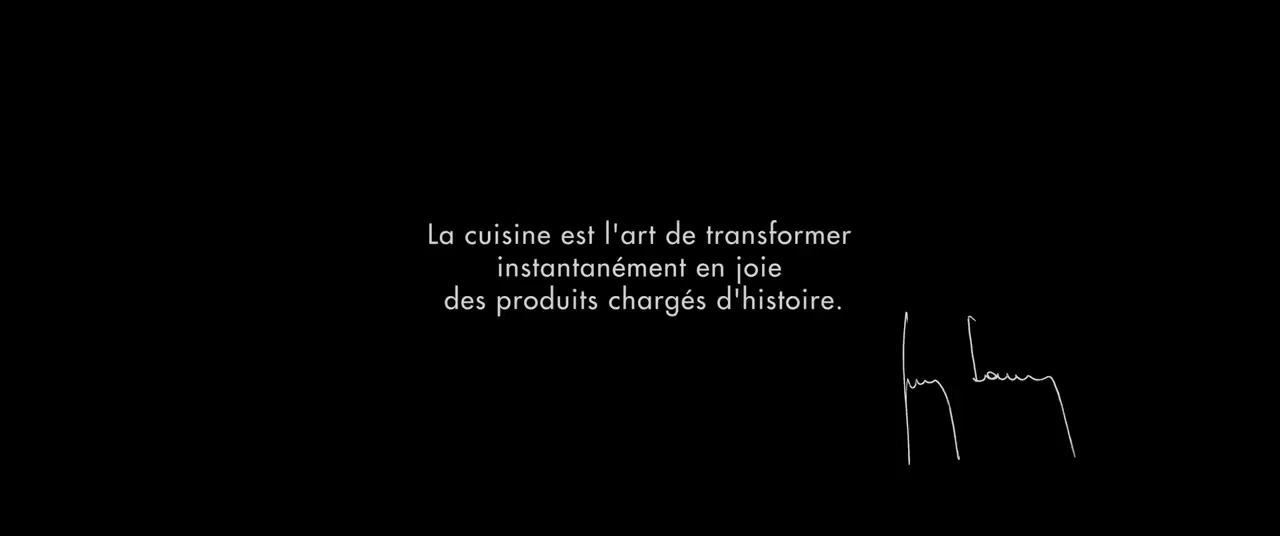 La cuisine est l'art de transformer
instantanément en joie
des produits chargés d'histoire.